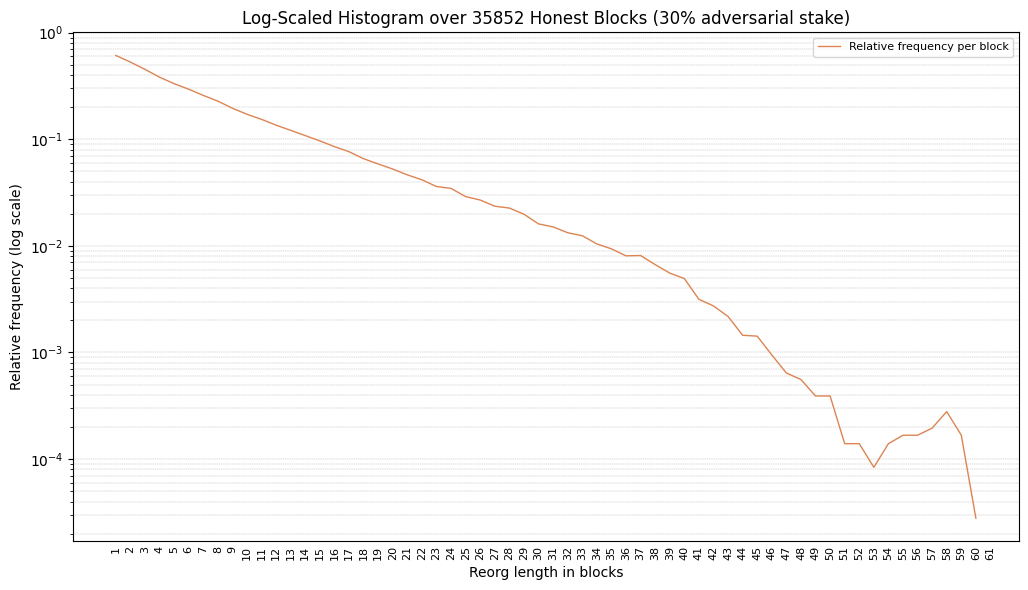 Log-Scaled Histogram over 35852 Honest Blocks (30% adversarial stake)
Relative frequency per block
Relative frequency (log scale)
10⁰
10⁻¹
10⁻²
10⁻³
10⁻⁴
1 2 3 4 5 6 7 8 9 10 11 12 13 14 15 16 17 18 19 20 21 22 23 24 25 26 27 28 29 30 31 32 33 34 35 36 37 38 39 40 41 42 43 44 45 46 47 48 49 50 51 52 53 54 55 56 57 58 59 60 61
Reorg length in blocks